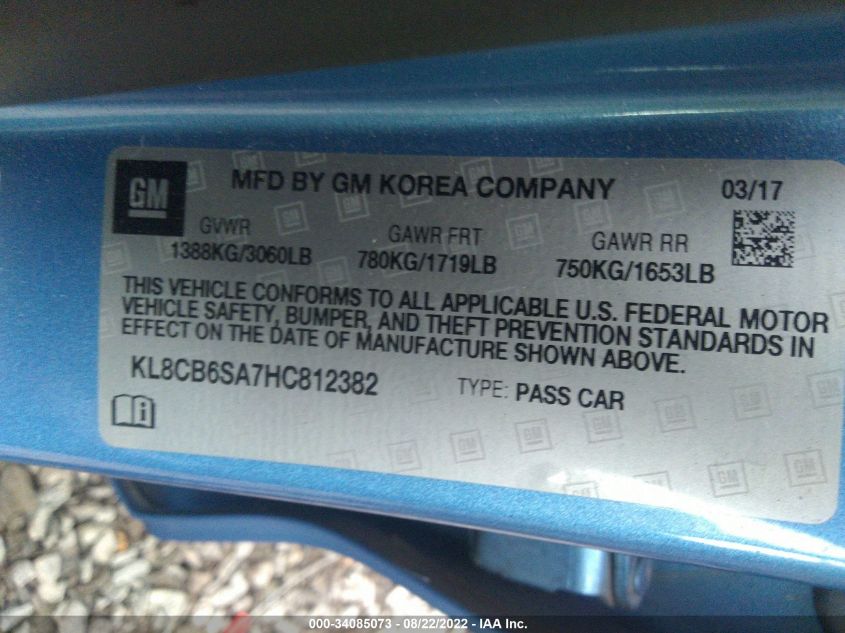 GM
MFD BY GM KOREA COMPANY 03/17
GVWR GAWR FRT GAWR RR
1388KG/3060LB 780KG/1719LB 750KG/1653LB
THIS VEHICLE CONFORMS TO ALL APPLICABLE U.S. FEDERAL MOTOR
VEHICLE SAFETY, BUMPER, AND THEFT PREVENTION STANDARDS IN
EFFECT ON THE DATE OF MANUFACTURE SHOWN ABOVE.
KL8CB6SA7HC812382 TYPE: PASS CAR
000-34085073 - 08/22/2022 - IAA Inc.